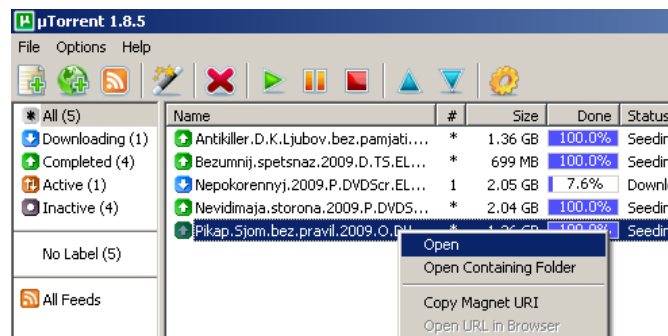 µTorrent 1.8.5
File Options Help
All (5)
Downloading (1)
Completed (4)
Active (1)
Inactive (4)
No Label (5)
All Feeds
Name # Size Done Status
Antikiller.D.K.Ljubov.bez.pamjati.... * 1.36 GB 100.0% Seedin
Bezumnij.spetsnaz.2009.D.TS.EL... * 699 MB 100.0% Seedin
Nepokorennyj.2009.P.DVDScr.EL... 1 2.05 GB 7.6% Downl
Nevidimaja.storona.2009.P.DVDS... * 2.04 GB 100.0% Seedin
Pikap.Sjom.bez.pravil.2009.O. Seedin
Open
Open Containing Folder
Copy Magnet URI
Open URL in Browser